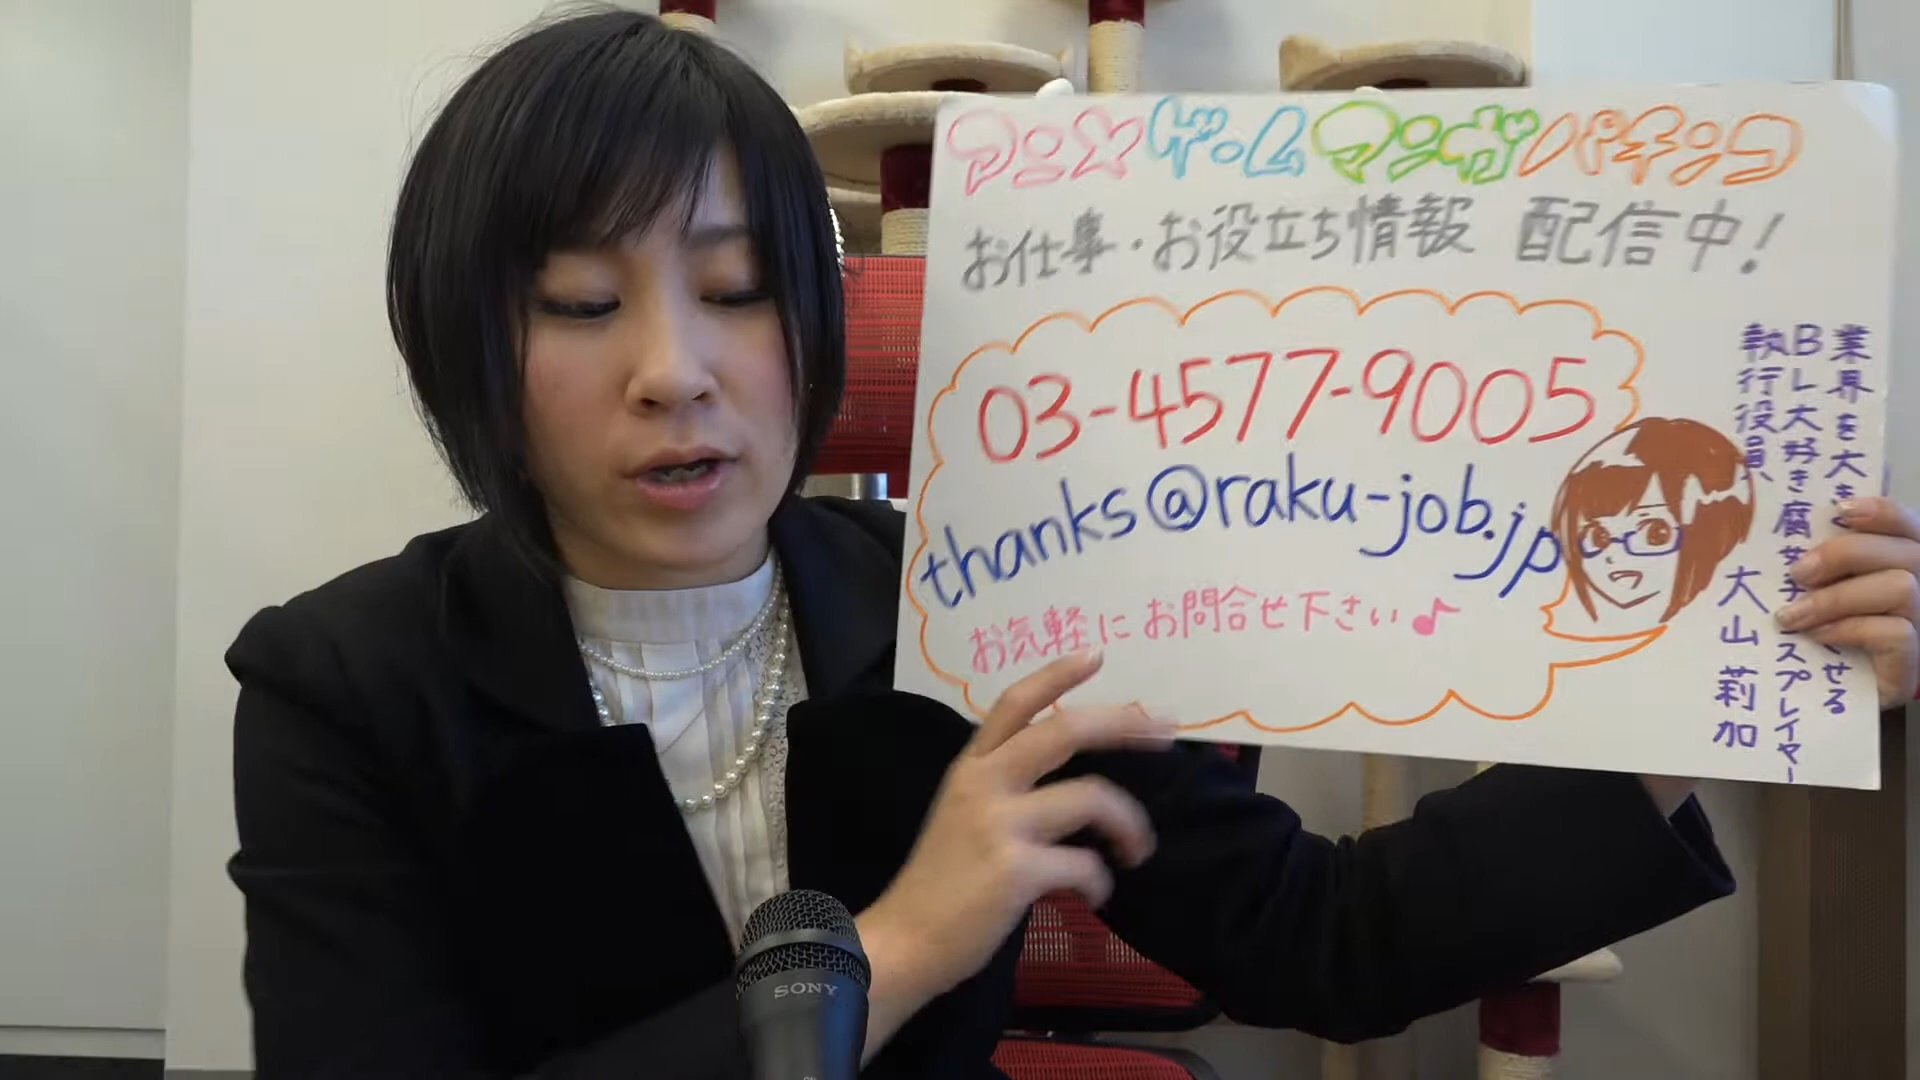 アニメゲームマンガパチンコ
お仕事・お役立ち情報 配信中!
03-4577-9005
thanks@raku-job.jp
お気軽にお問合せ下さい♪
業界を大き せる
BL大好き腐女子 スプレイヤー
執行役員 大山 莉加
SONY